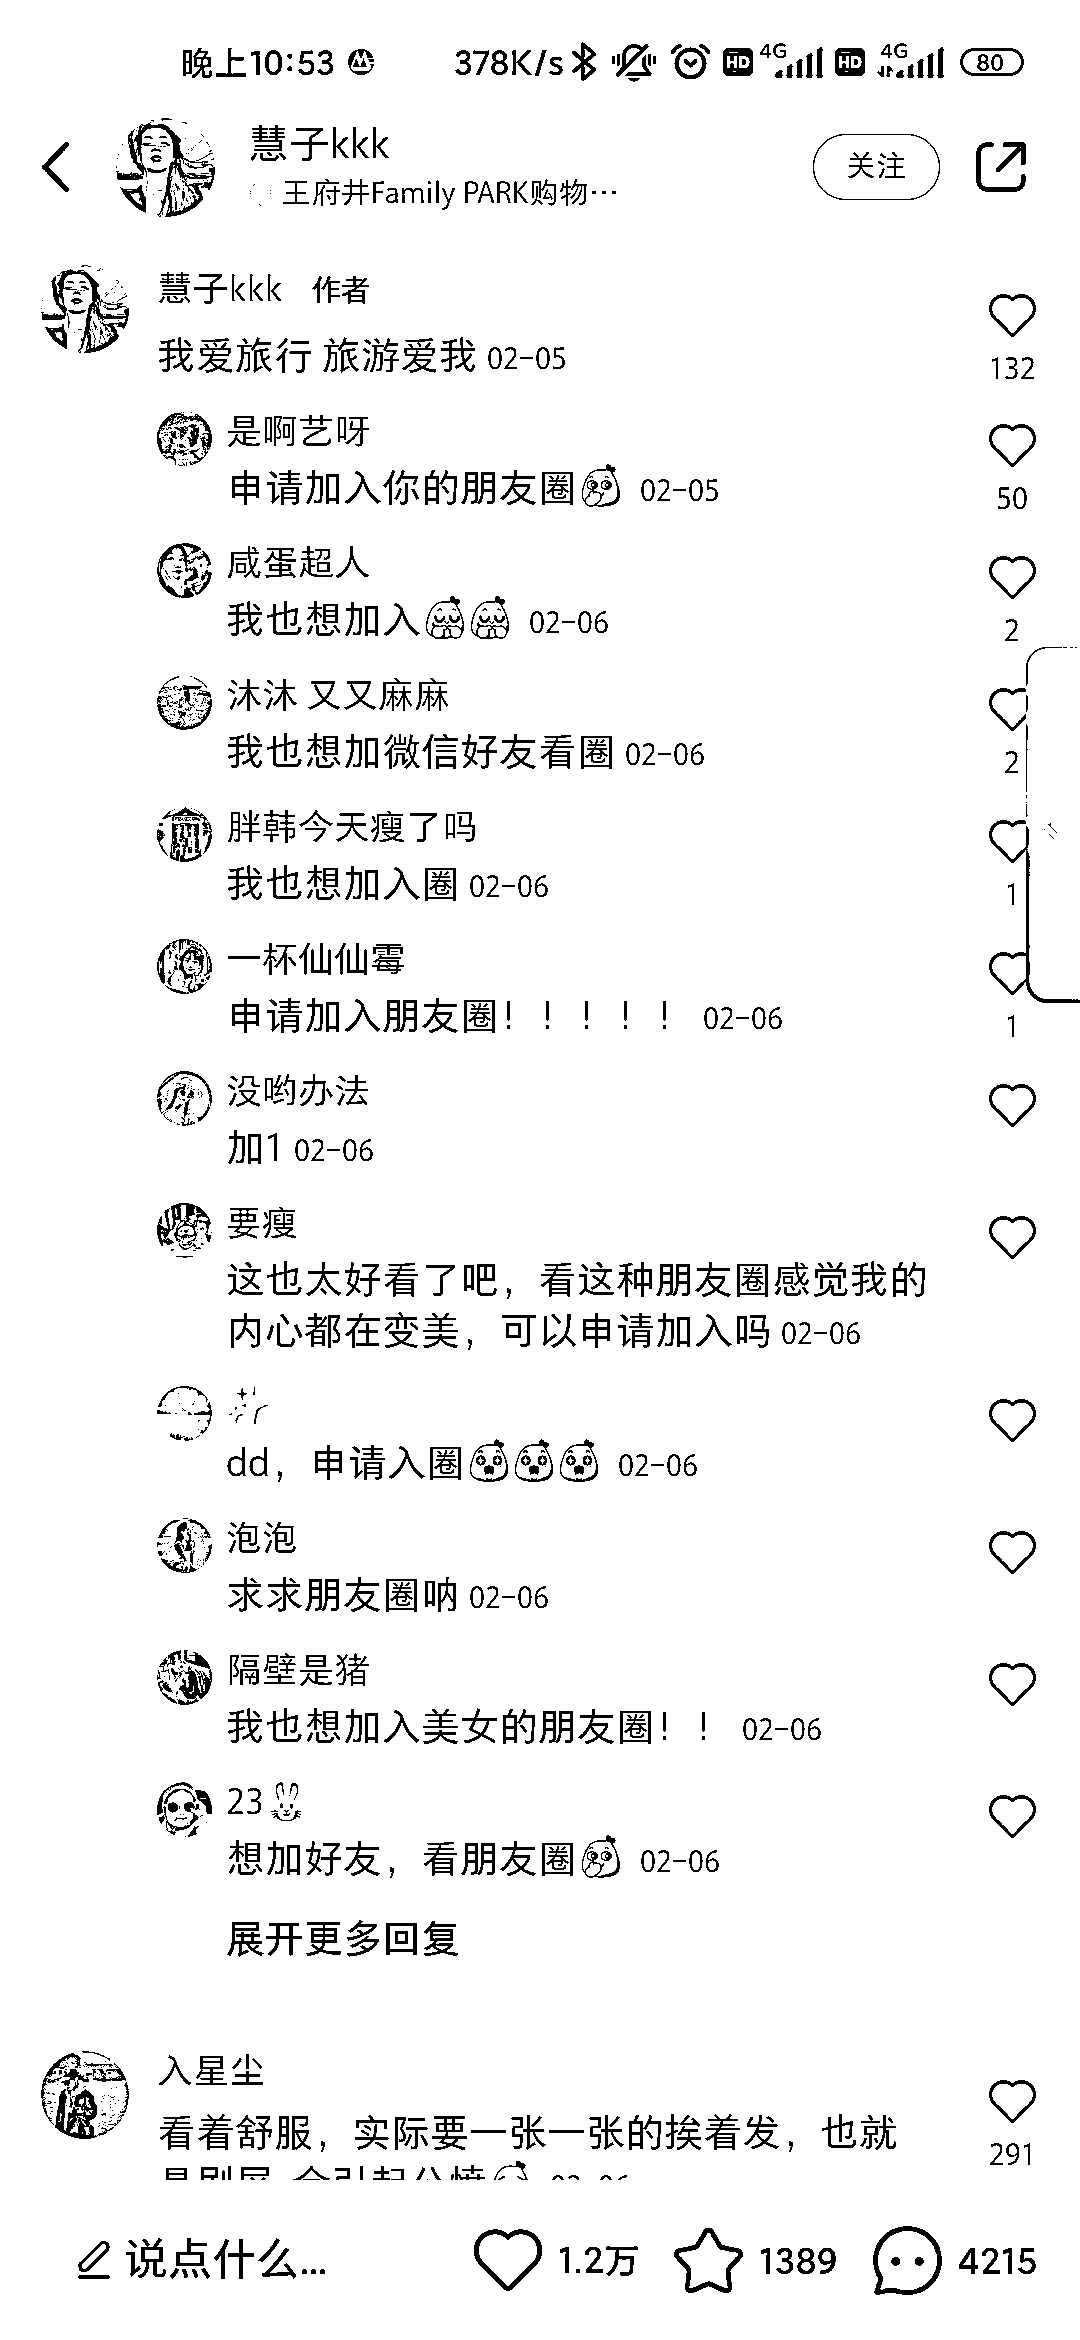 晚上10:53 378K/s HD 4G HD 4G 80
慧子kkk
关注
王府井Family PARK购物…
慧子kkk 作者
我爱旅行 旅游爱我 02-05
132
是啊艺呀
申请加入你的朋友圈 02-05
50
咸蛋超人
我也想加入 02-06
2
沐沐 又又麻麻
我也想加微信好友看圈 02-06
2
胖韩今天瘦了吗
我也想加入圈 02-06
1
一杯仙仙霉
申请加入朋友圈！！！！！ 02-06
1
没哟办法
加1 02-06
要瘦
这也太好看了吧，看这种朋友圈感觉我的
内心都在变美，可以申请加入吗 02-06
dd，申请入圈 02-06
泡泡
求求朋友圈呐 02-06
隔壁是猪
我也想加入美女的朋友圈！！ 02-06
23🐰
想加好友，看朋友圈 02-06
展开更多回复
入星尘
看着舒服，实际要一张一张的挨着发，也就
291
说点什么... 1.2万 1389 4215